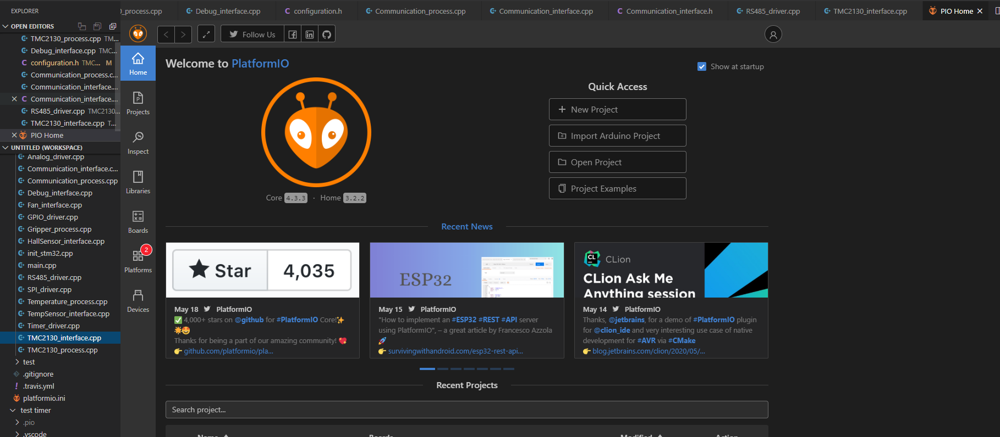 EXPLORER
OPEN EDITORS
TMC2130_process.cpp TM...
Debug_interface.cpp TMC...
C configuration.h TMC... M
Communication_process.c...
Communication_interface....
C Communication_interface....
RS485_driver.cpp TMC2130...
TMC2130_interface.cpp T...
PIO Home
UNTITLED (WORKSPACE)
Analog_driver.cpp
Communication_interface.c...
Communication_process.cpp
Debug_interface.cpp
Fan_interface.cpp
GPIO_driver.cpp
Gripper_process.cpp
HallSensor_interface.cpp
init_stm32.cpp
main.cpp
RS485_driver.cpp
SPI_driver.cpp
Temperature_process.cpp
TempSensor_interface.cpp
Timer_driver.cpp
TMC2130_interface.cpp
TMC2130_process.cpp
test
.gitignore
! .travis.yml
platformio.ini
test timer
.pio
.vscode
_process.cpp
Debug_interface.cpp
C configuration.h
Communication_process.cpp
Communication_interface.cpp
C Communication_interface.h
RS485_driver.cpp
TMC2130_interface.cpp
PIO Home
Follow Us
Home
Projects
Inspect
Libraries
Boards
2
Platforms
Devices
Welcome to PlatformIO
Show at startup
Core 4.3.3 · Home 3.2.2
Quick Access
New Project
Import Arduino Project
Open Project
Project Examples
Recent News
Star 4,035
May 18 PlatformIO
✅ 4,000+ stars on @github for #PlatformIO Core!✨
🌟🤩
Thanks for being a part of our amazing community! 💖
👉 github.com/platformio/pla...
ESP32
May 15 PlatformIO
"How to implement an #ESP32 #REST #API server
using PlatformIO", – a great article by Francesco Azzola
🚀
👉 survivingwithandroid.com/esp32-rest-api...
CL CLion
CLion Ask Me
Anything session
May 14 PlatformIO
Thanks, @jetbrains, for a demo of #PlatformIO plugin
for @clion_ide and very interesting use case of native
development for #AVR via #CMake
👉 blog.jetbrains.com/clion/2020/05/...
Recent Projects
Search project...
Name
Boards
Modified
Action